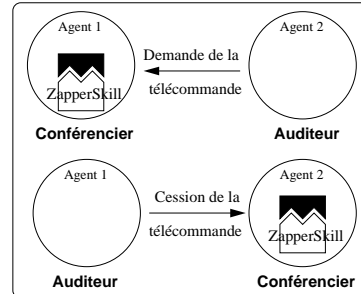 Agent 1
Agent 2
Demande de la
télécommande
ZapperSkill
Conférencier
Auditeur
Agent 1
Agent 2
Cession de la
télécommande
ZapperSkill
Auditeur
Conférencier